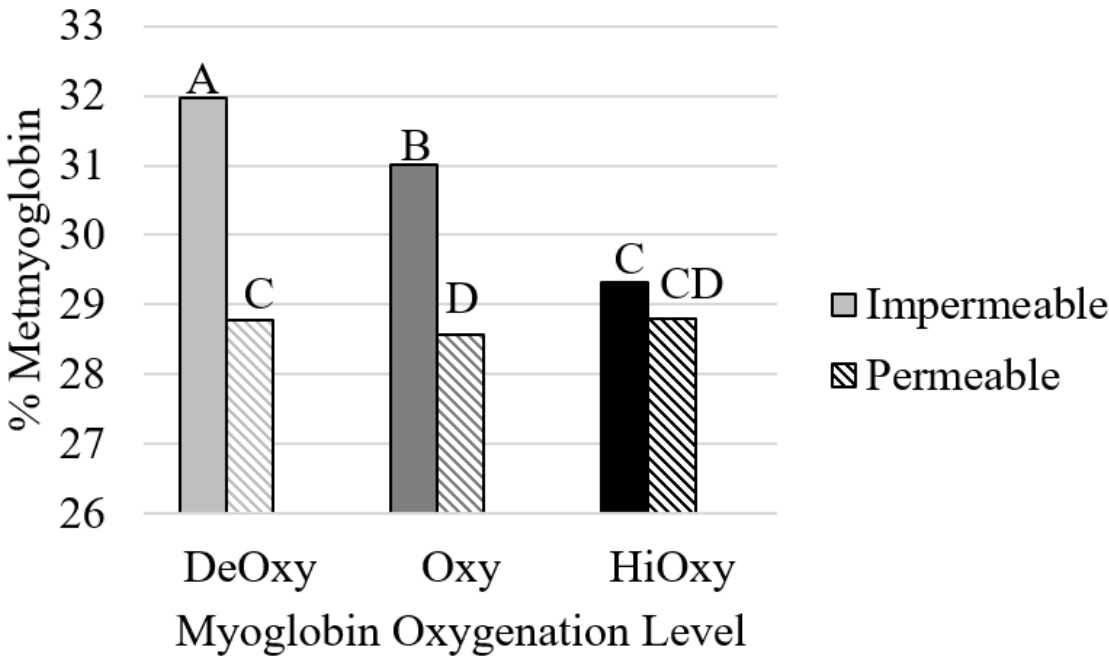 % Metmyoglobin
33
32
31
30
29
28
27
26
A
C
B
D
C
CD
DeOxy Oxy HiOxy
Myoglobin Oxygenation Level
Impermeable
Permeable